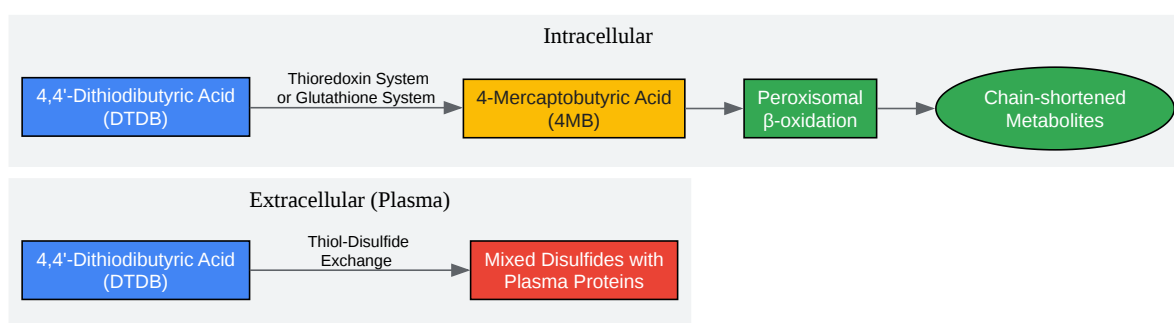 Intracellular
4,4'-Dithiodibutyric Acid
(DTDB)
Thioredoxin System
or Glutathione System
4-Mercaptobutyric Acid
(4MB)
Peroxisomal
β-oxidation
Chain-shortened
Metabolites
Extracellular (Plasma)
4,4'-Dithiodibutyric Acid
(DTDB)
Thiol-Disulfide
Exchange
Mixed Disulfides with
Plasma Proteins